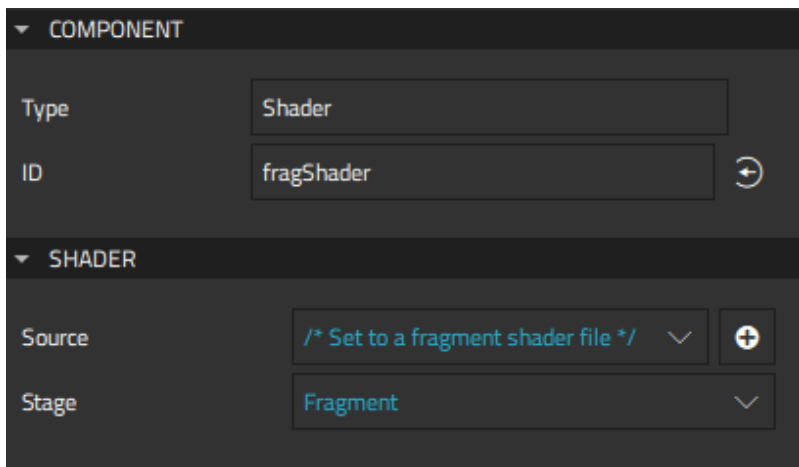 COMPONENT
Type Shader
ID fragShader
SHADER
Source /* Set to a fragment shader file */
Stage Fragment